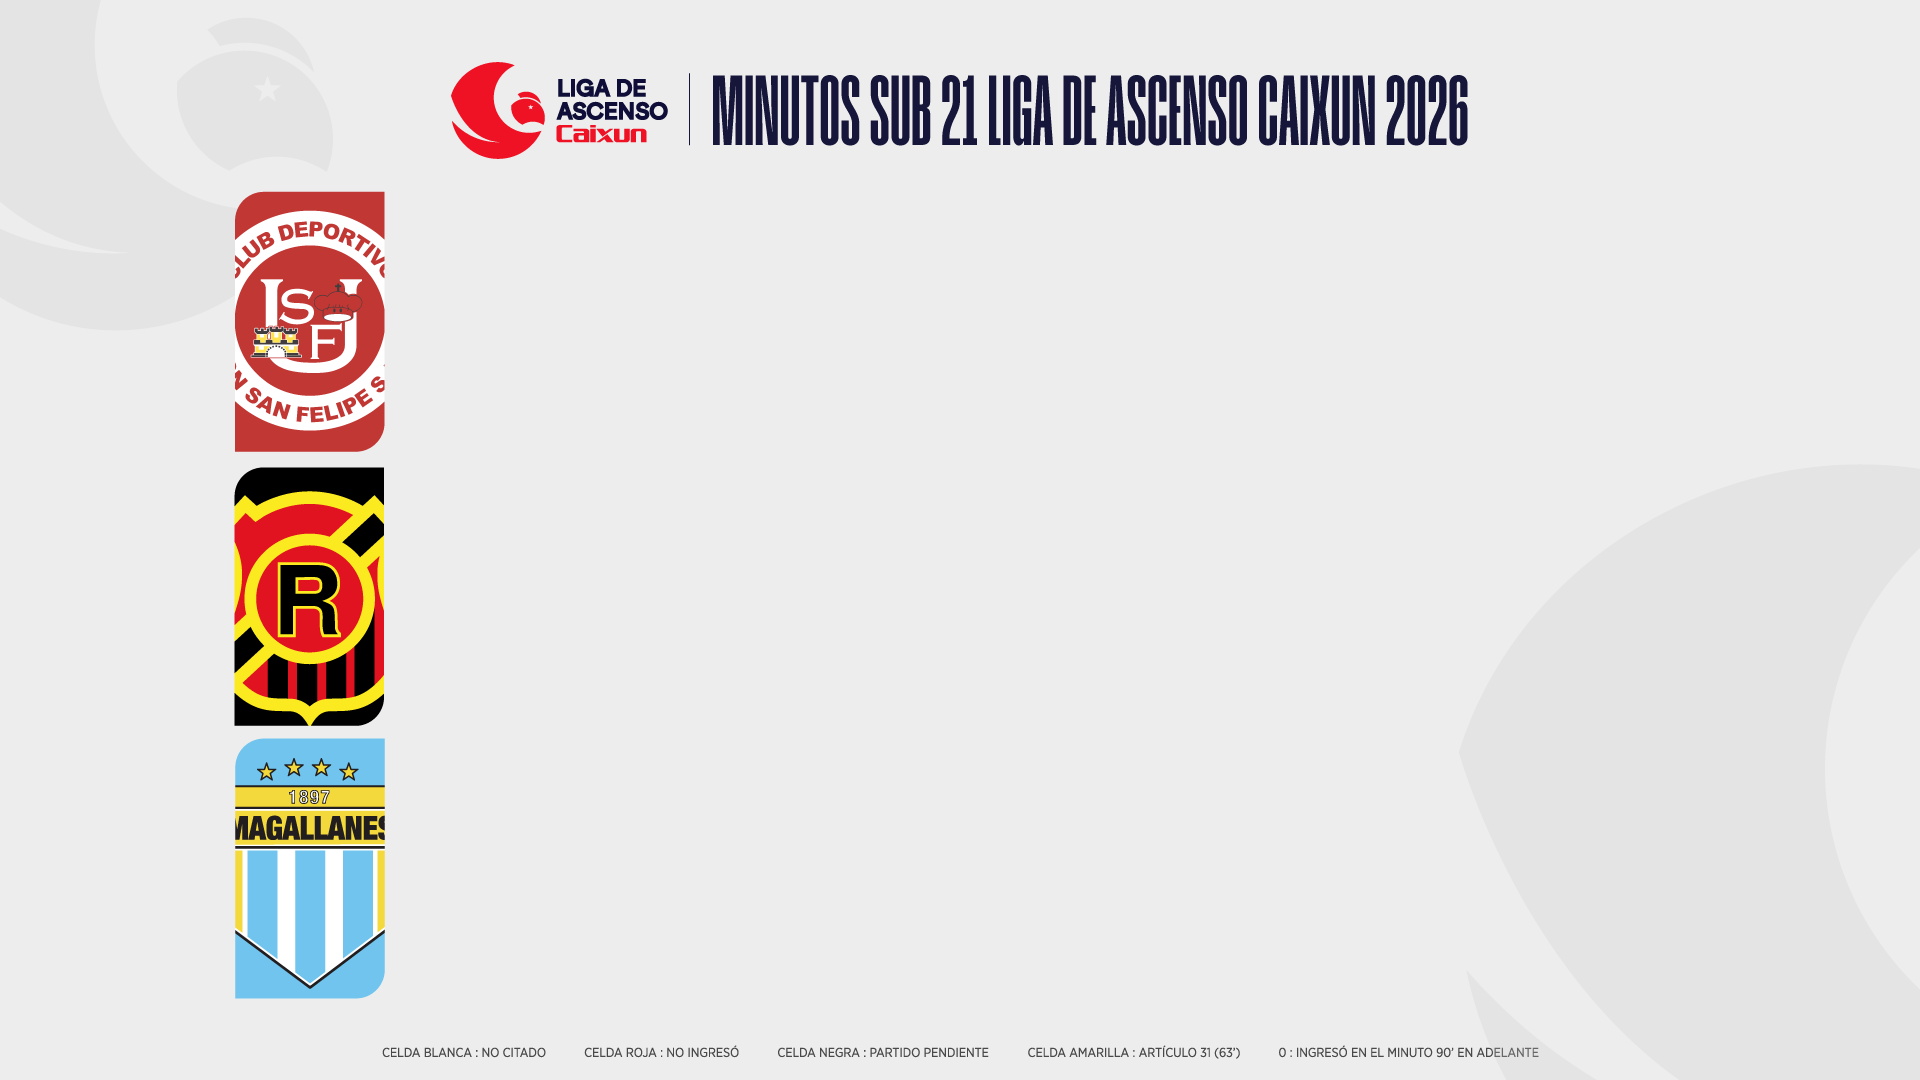 LIGA DE
ASCENSO
Caixun
MINUTOS SUB 21 LIGA DE ASCENSO CAIXUN 2026
CLUB DEPORTIVO
U S F
N SAN FELIPE S
R
1897
MAGALLANES
CELDA BLANCA : NO CITADO CELDA ROJA : NO INGRESÓ CELDA NEGRA : PARTIDO PENDIENTE CELDA AMARILLA : ARTÍCULO 31 (63’) 0 : INGRESÓ EN EL MINUTO 90’ EN ADELANTE